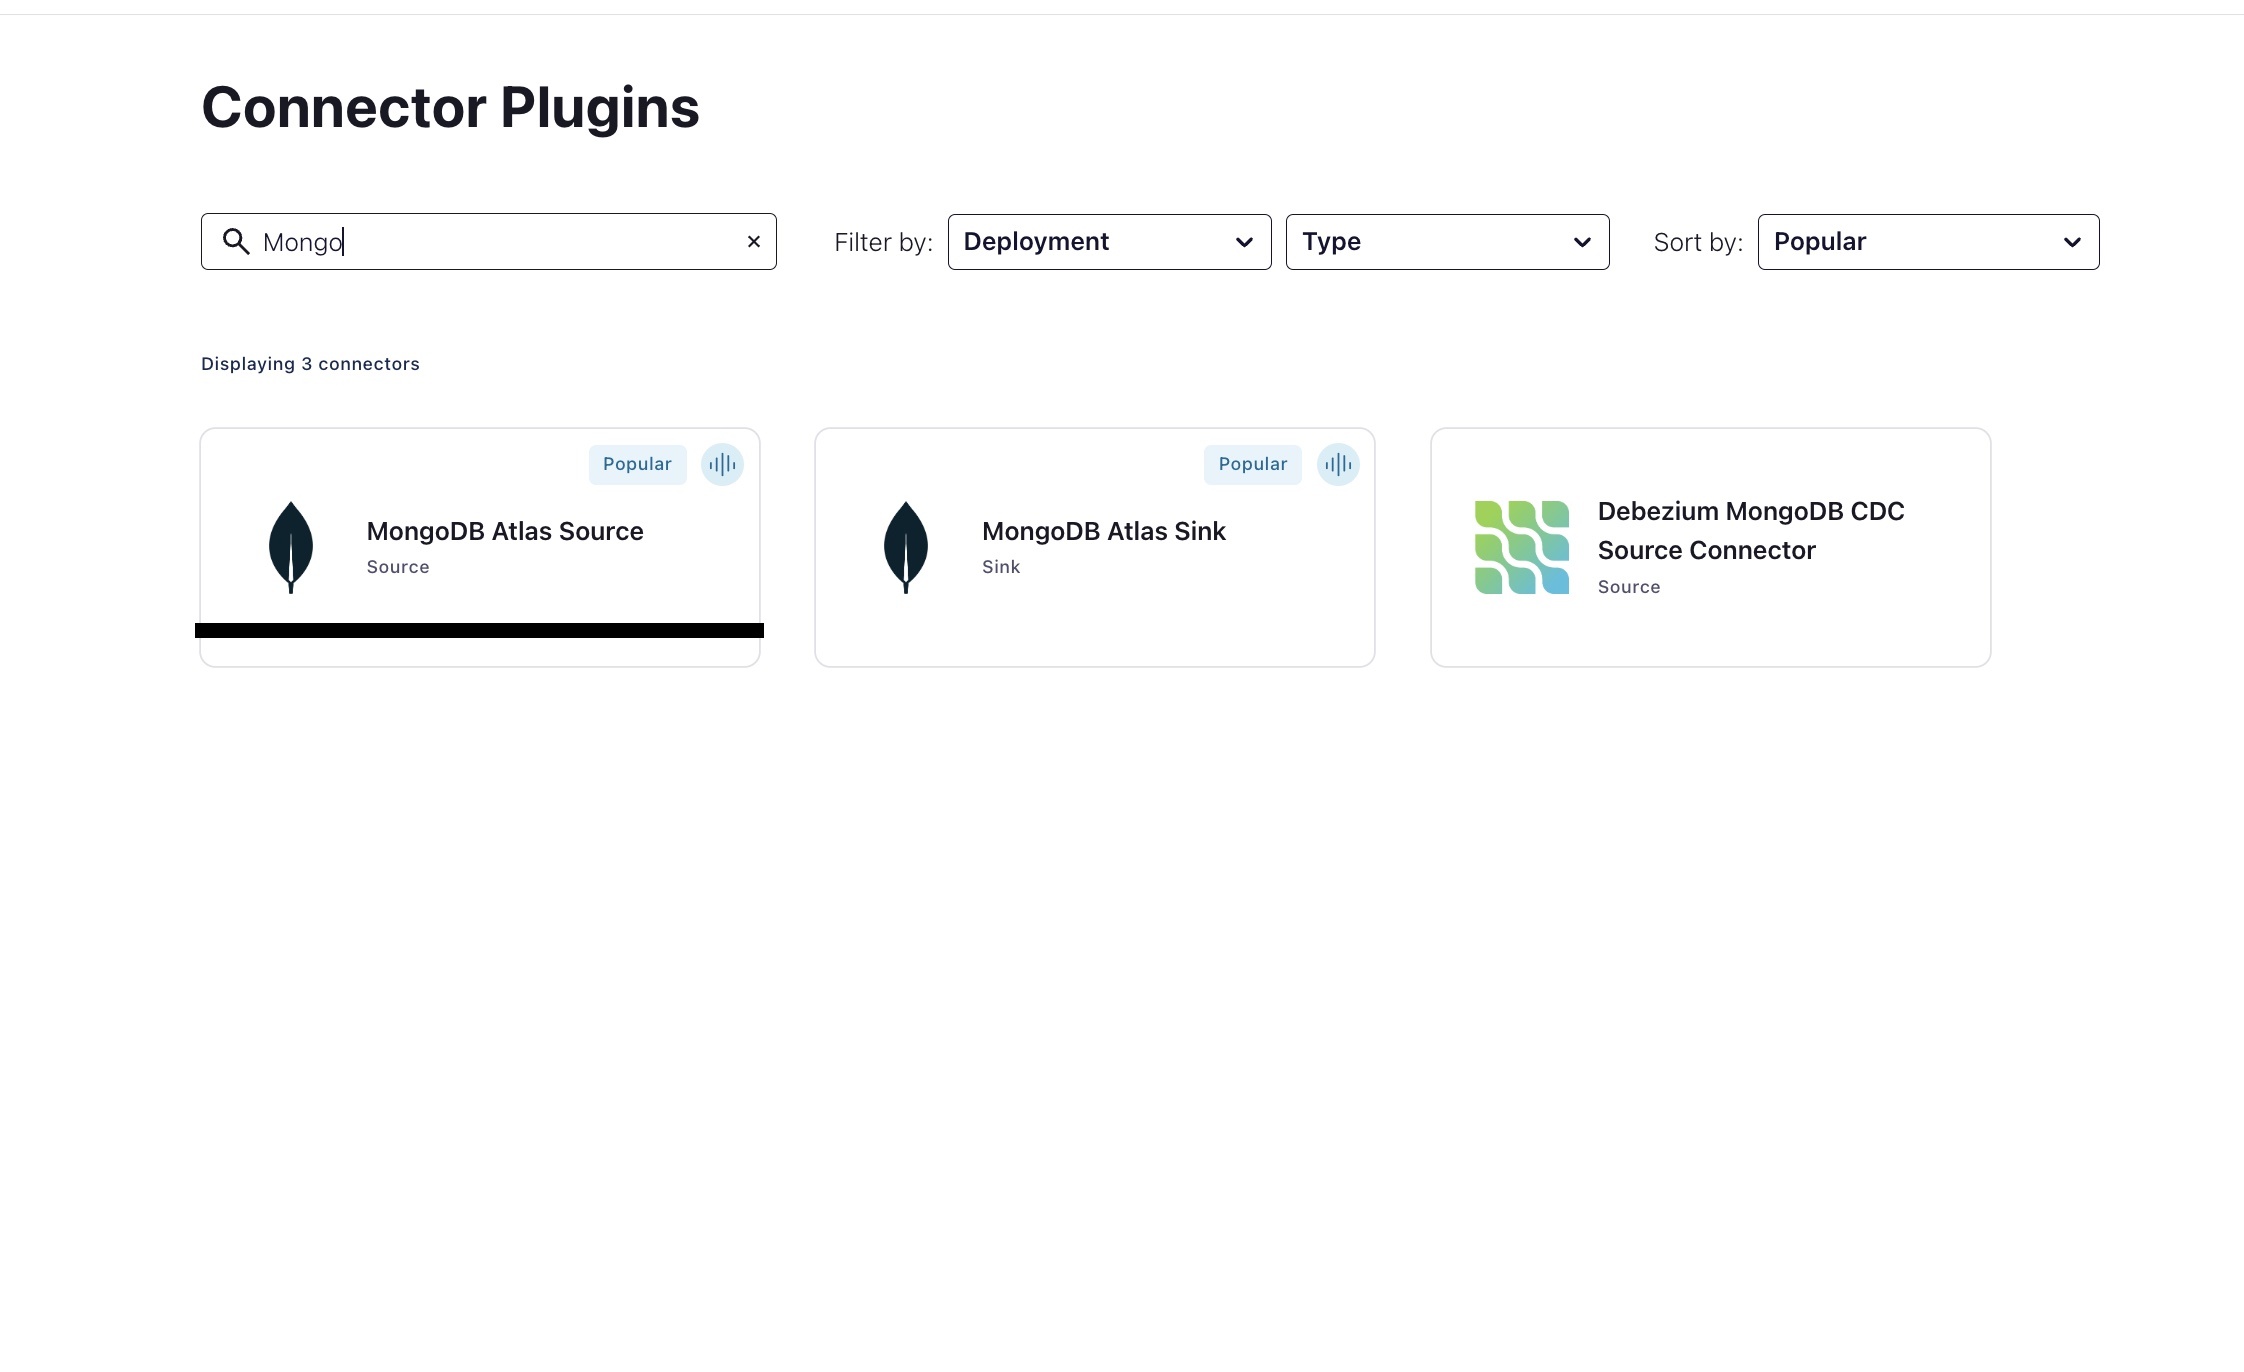 Connector Plugins
Mongo
Filter by: Deployment Type Sort by: Popular
Displaying 3 connectors
Popular
MongoDB Atlas Source
Source
Popular
MongoDB Atlas Sink
Sink
Debezium MongoDB CDC
Source Connector
Source